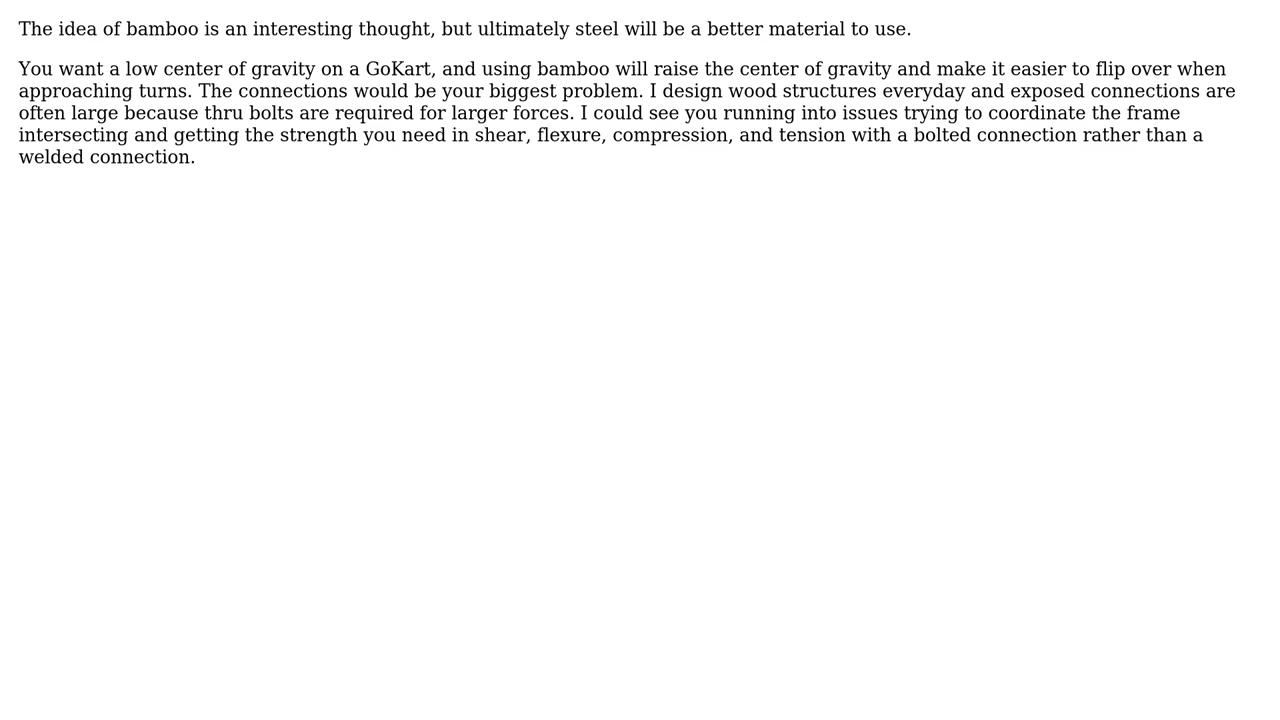 The idea of bamboo is an interesting thought, but ultimately steel will be a better material to use.
You want a low center of gravity on a GoKart, and using bamboo will raise the center of gravity and make it easier to flip over when
approaching turns. The connections would be your biggest problem. I design wood structures everyday and exposed connections are
often large because thru bolts are required for larger forces. I could see you running into issues trying to coordinate the frame
intersecting and getting the strength you need in shear, flexure, compression, and tension with a bolted connection rather than a
welded connection.